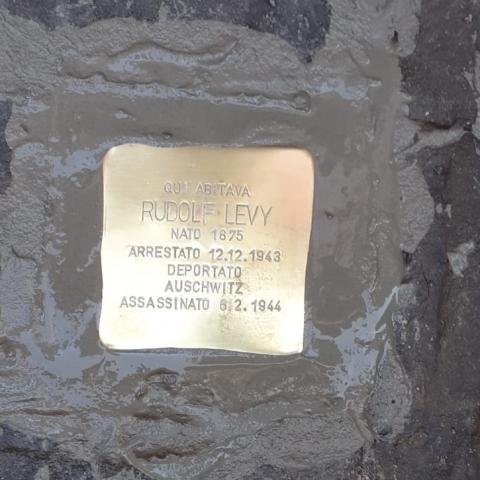 QUI ABITAVA
RUDOLF LEVY
NATO 1875
ARRESTATO 12.12.1943
DEPORTATO
AUSCHWITZ
ASSASSINATO 6.2.1944